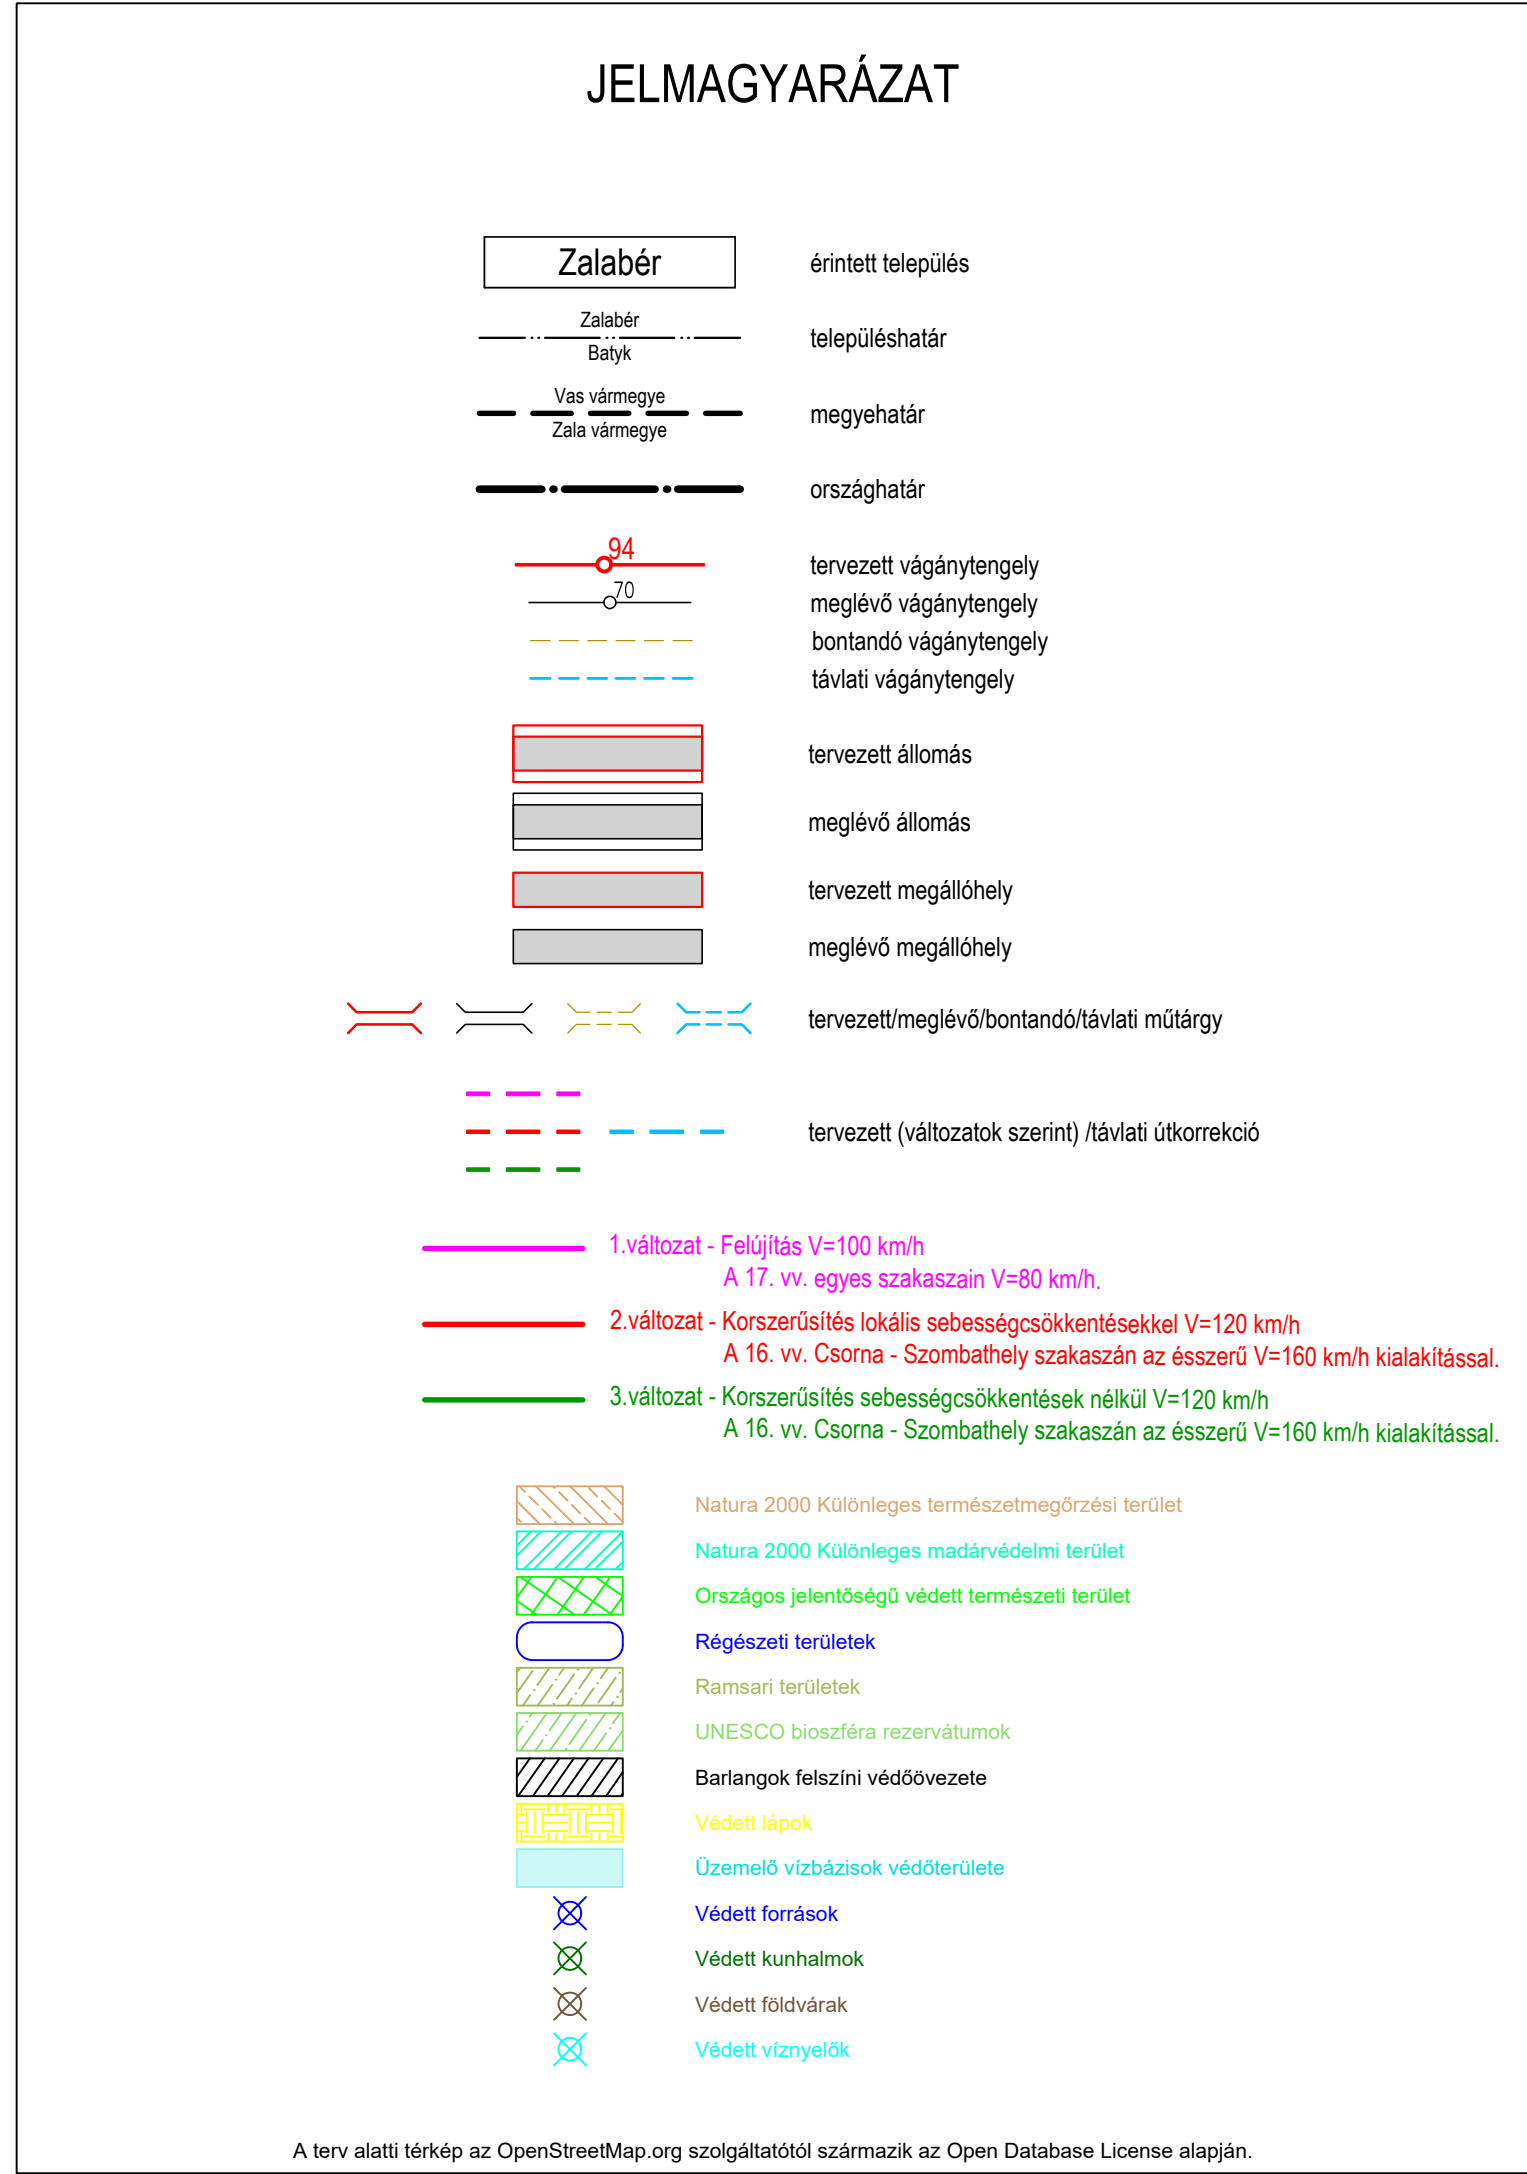 JELMAGYARÁZAT
Zalabér
érintett település
Zalabér
Batyk
településhatár
Vas vármegye
Zala vármegye
megyehatár
országhatár
94
tervezett vágánytengely
70
meglévő vágánytengely
bontandó vágánytengely
távlati vágánytengely
tervezett állomás
meglévő állomás
tervezett megállóhely
meglévő megállóhely
tervezett/meglévő/bontandó/távlati műtárgy
tervezett (változatok szerint) /távlati útkorrekció
1.változat - Felújítás V=100 km/h
A 17. vv. egyes szakaszain V=80 km/h.
2.változat - Korszerűsítés lokális sebességcsökkentésekkel V=120 km/h
A 16. vv. Csorna - Szombathely szakaszán az ésszerű V=160 km/h kialakítással.
3.változat - Korszerűsítés sebességcsökkentések nélkül V=120 km/h
A 16. vv. Csorna - Szombathely szakaszán az ésszerű V=160 km/h kialakítással.
Natura 2000 Különleges természetmegőrzési terület
Natura 2000 Különleges madárvédelmi terület
Országos jelentőségű védett természeti terület
Régészeti területek
Ramsari területek
UNESCO bioszféra rezervátumok
Barlangok felszíni védőövezete
Védett lápok
Üzemelő vízbázisok védőterülete
Védett források
Védett kunhalmok
Védett földvárak
Védett víznyelők
A terv alatti térkép az OpenStreetMap.org szolgáltatótól származik az Open Database License alapján.